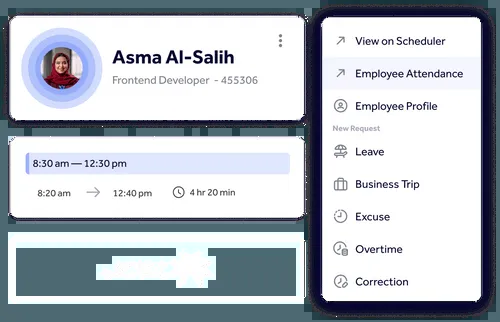 Asma Al-Salih
Frontend Developer - 455306
8:30 am — 12:30 pm
8:20 am → 12:40 pm 4 hr 20 min
View on Scheduler
Employee Attendance
Employee Profile
New Request
Leave
Business Trip
Excuse
Overtime
Correction